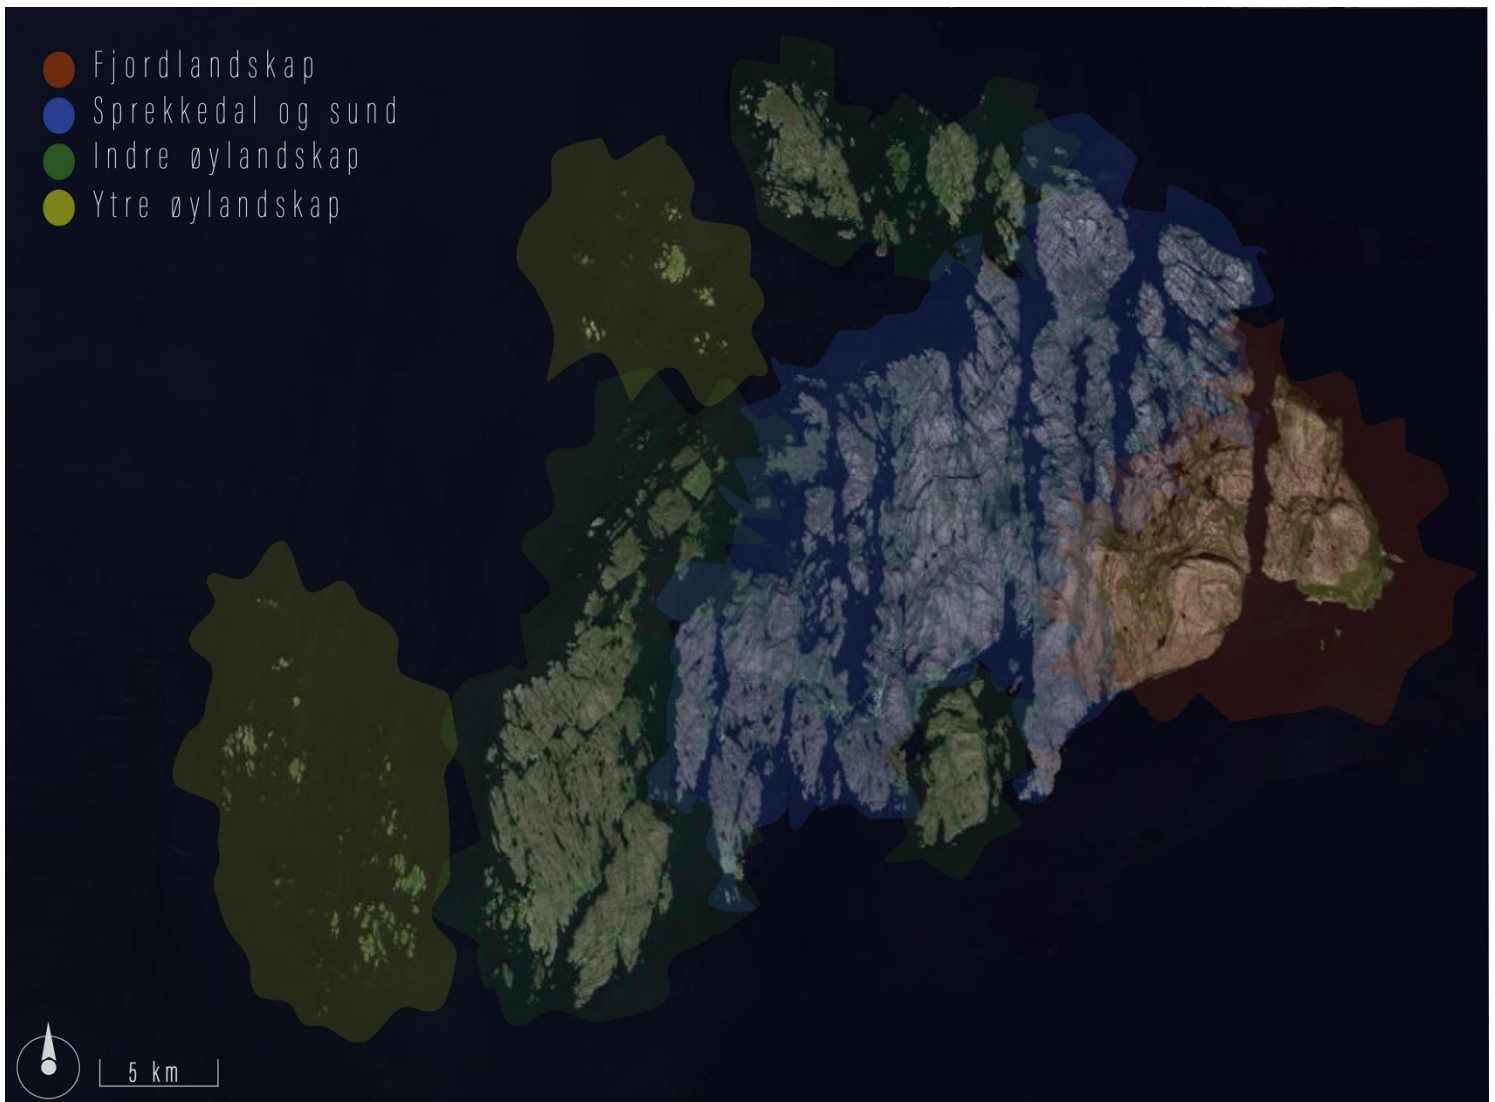 Fjordlandskap
Sprekkedal og sund
Indre øylandskap
Ytre øylandskap
5 km